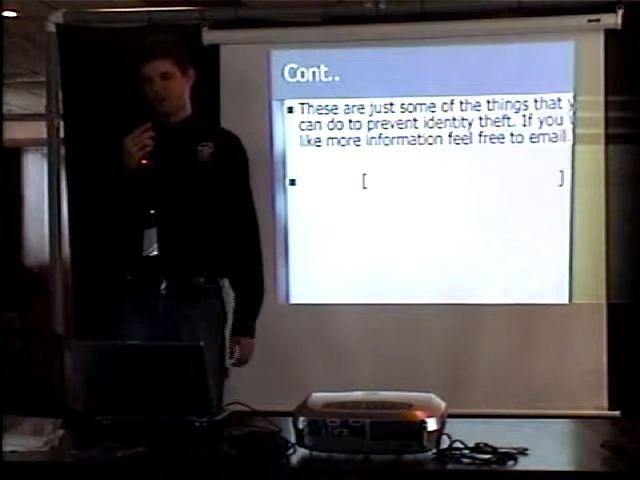 Cont..
These are just some of the things that
can do to prevent identity theft. If you
like more information feel free to email.
[ ]